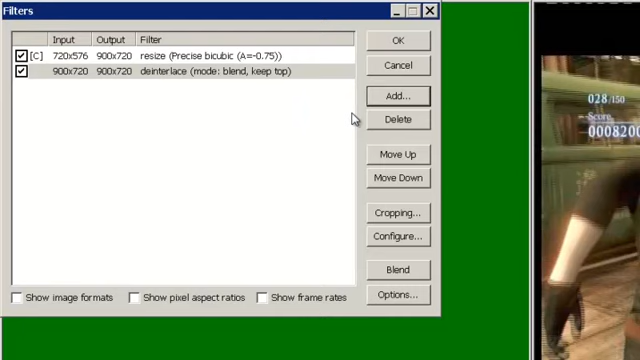 Filters
Input Output Filter
[C] 720x576 900x720 resize (Precise bicubic (A=-0.75))
900x720 900x720 deinterlace (mode: blend, keep top)
OK
Cancel
Add...
Delete
Move Up
Move Down
Cropping...
Configure...
Blend
Options...
Show image formats Show pixel aspect ratios Show frame rates
028/150
Score
0008200